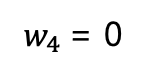 w₄ = 0